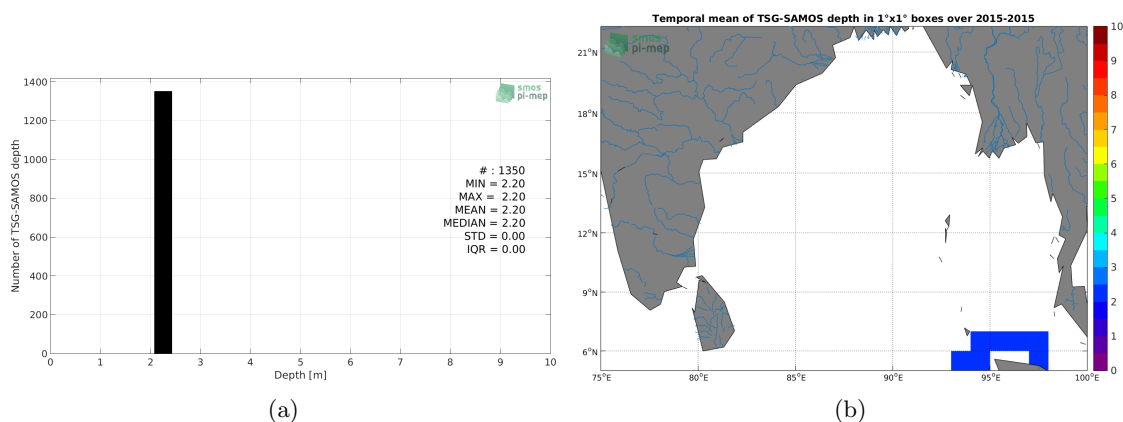 smos
pi-mep
1400
1200
1000
800
600
400
200
0
Number of TSG-SAMOS depth
# : 1350
MIN = 2.20
MAX = 2.20
MEAN = 2.20
MEDIAN = 2.20
STD = 0.00
IQR = 0.00
0 1 2 3 4 5 6 7 8 9 10
Depth [m]
(a)
Temporal mean of TSG-SAMOS depth in 1°x1° boxes over 2015-2015
smos
pi-mep
21°N
18°N
15°N
12°N
9°N
6°N
75°E 80°E 85°E 90°E 95°E 100°E
10
9
8
7
6
5
4
3
2
1
0
(b)